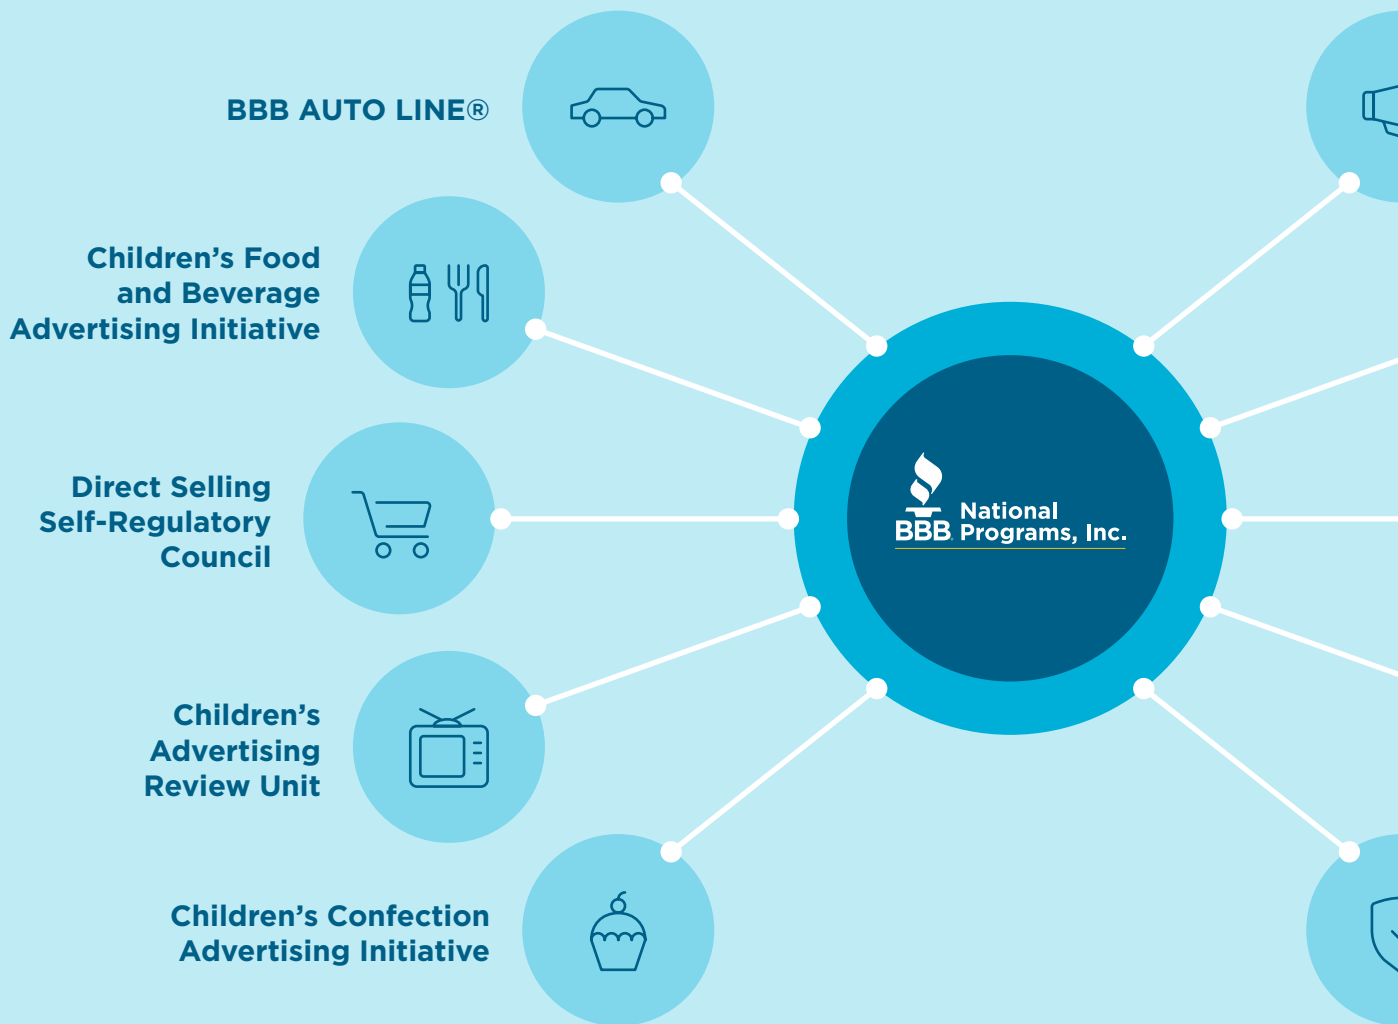 BBB AUTO LINE®
Children’s Food
and Beverage
Advertising Initiative
Direct Selling
Self-Regulatory
Council
Children’s
Advertising
Review Unit
Children’s Confection
Advertising Initiative
BBB National
Programs, Inc.